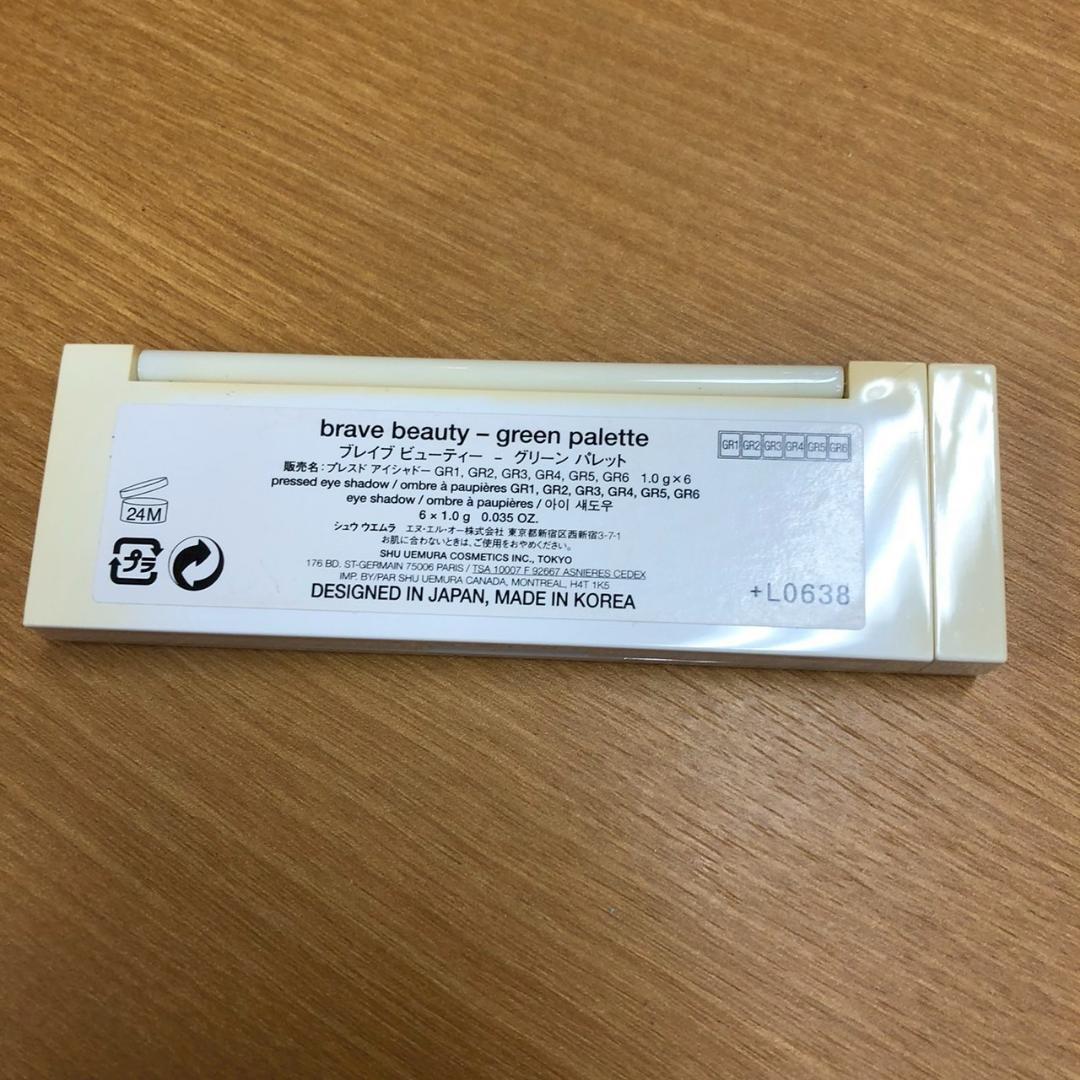 brave beauty – green palette
ブレイブ ビューティー – グリーン パレット
販売名：プレスド アイシャドー GR1, GR2, GR3, GR4, GR5, GR6 1.0 g×6
pressed eye shadow / ombre à paupières GR1, GR2, GR3, GR4, GR5, GR6
eye shadow / ombre à paupières / 아이 섀도우
6 × 1.0 g 0.035 OZ.
シュウ ウエムラ エヌ・エル・オー株式会社 東京都新宿区西新宿3-7-1
お肌に合わないときは、ご使用をおやめください。
SHU UEMURA COSMETICS INC., TOKYO
176 BD. ST-GERMAIN 75006 PARIS / TSA 10007 F 92667 ASNIERES CEDEX
IMP. BY/PAR SHU UEMURA CANADA, MONTREAL, H4T 1K5
DESIGNED IN JAPAN, MADE IN KOREA
GR1 GR2 GR3 GR4 GR5 GR6
24M
プラ
+L0638